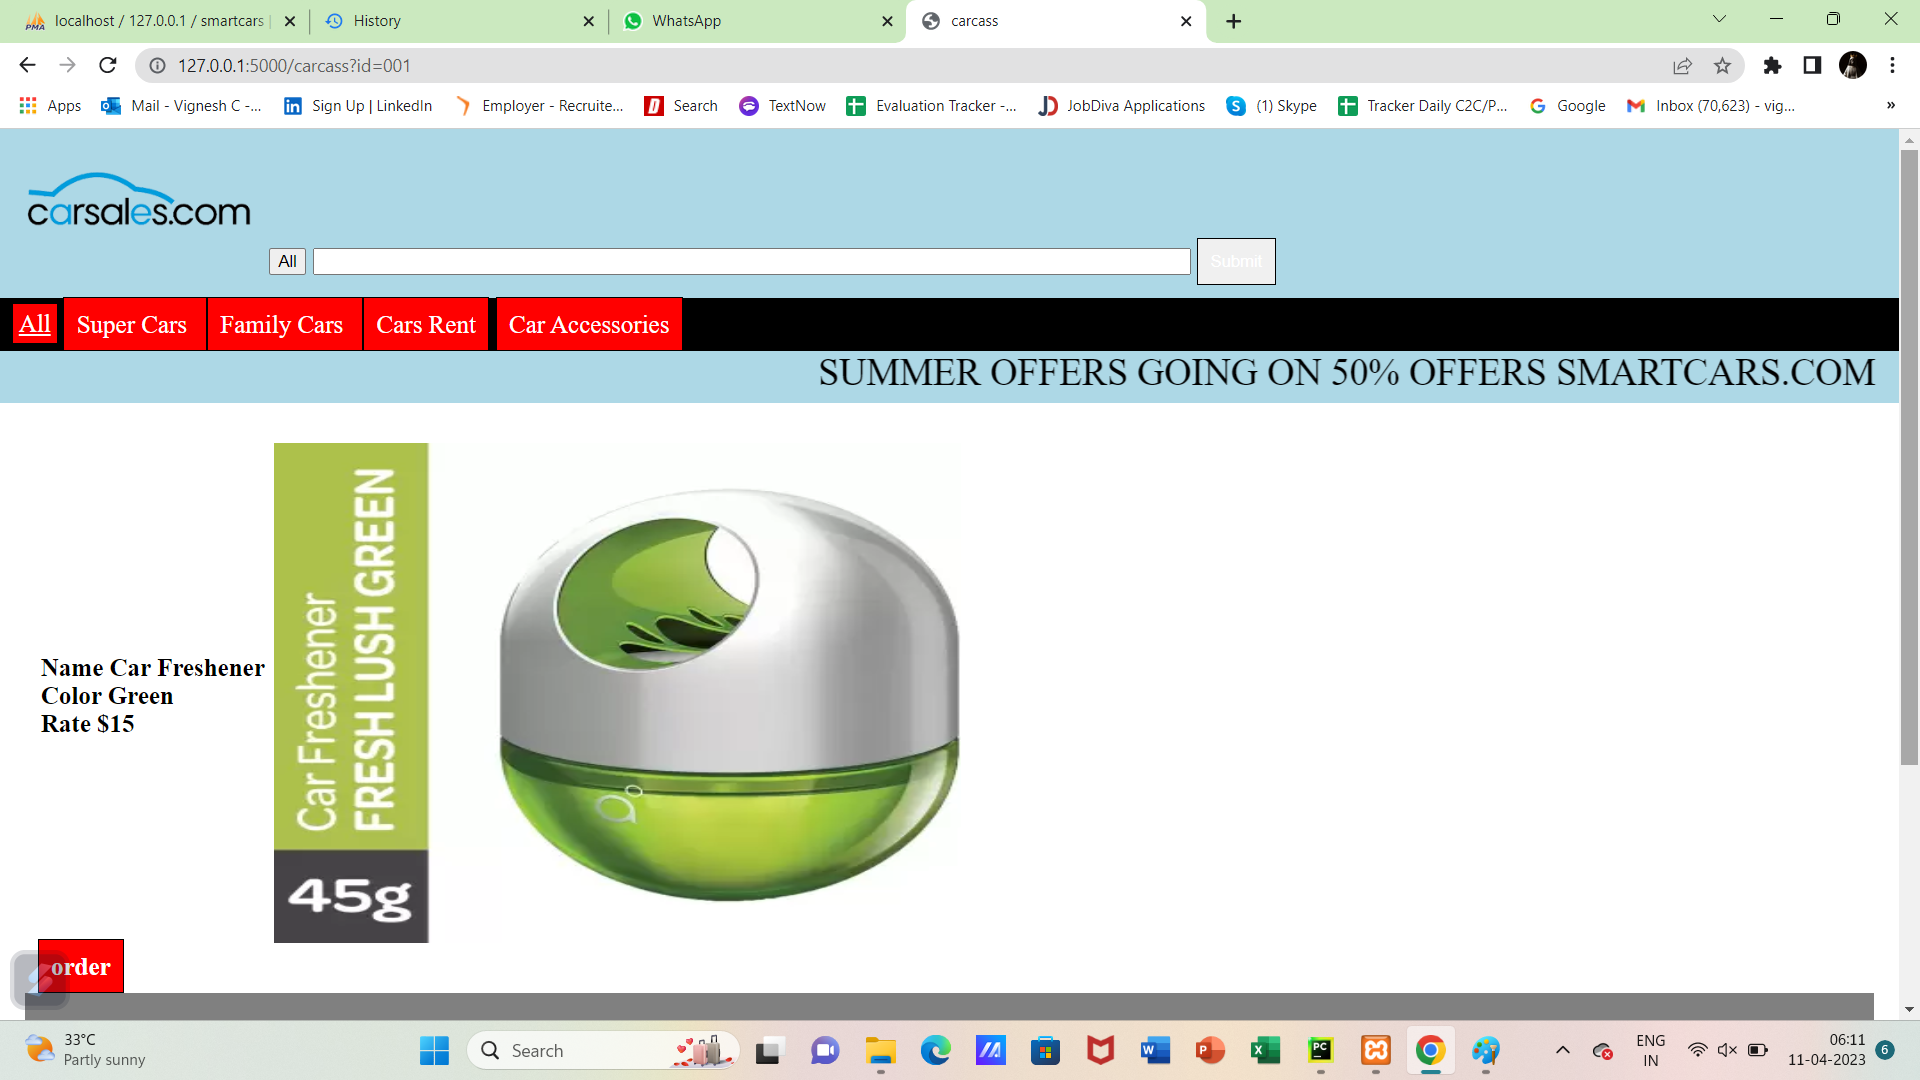 localhost / 127.0.0.1 / smartcars
History
WhatsApp
carcass
127.0.0.1:5000/carcass?id=001
Apps
Mail - Vignesh C -...
Sign Up | LinkedIn
Employer - Recruite...
Search
TextNow
Evaluation Tracker -...
JobDiva Applications
(1) Skype
Tracker Daily C2C/P...
Google
Inbox (70,623) - vig...
»
carsales.com
All
Submit
All
Super Cars
Family Cars
Cars Rent
Car Accessories
SUMMER OFFERS GOING ON 50% OFFERS SMARTCARS.COM
Car Freshener
FRESH LUSH GREEN
45g
Name Car Freshener
Color Green
Rate $15
order
33°C
Partly sunny
Search
ENG
IN
06:11
11-04-2023
6